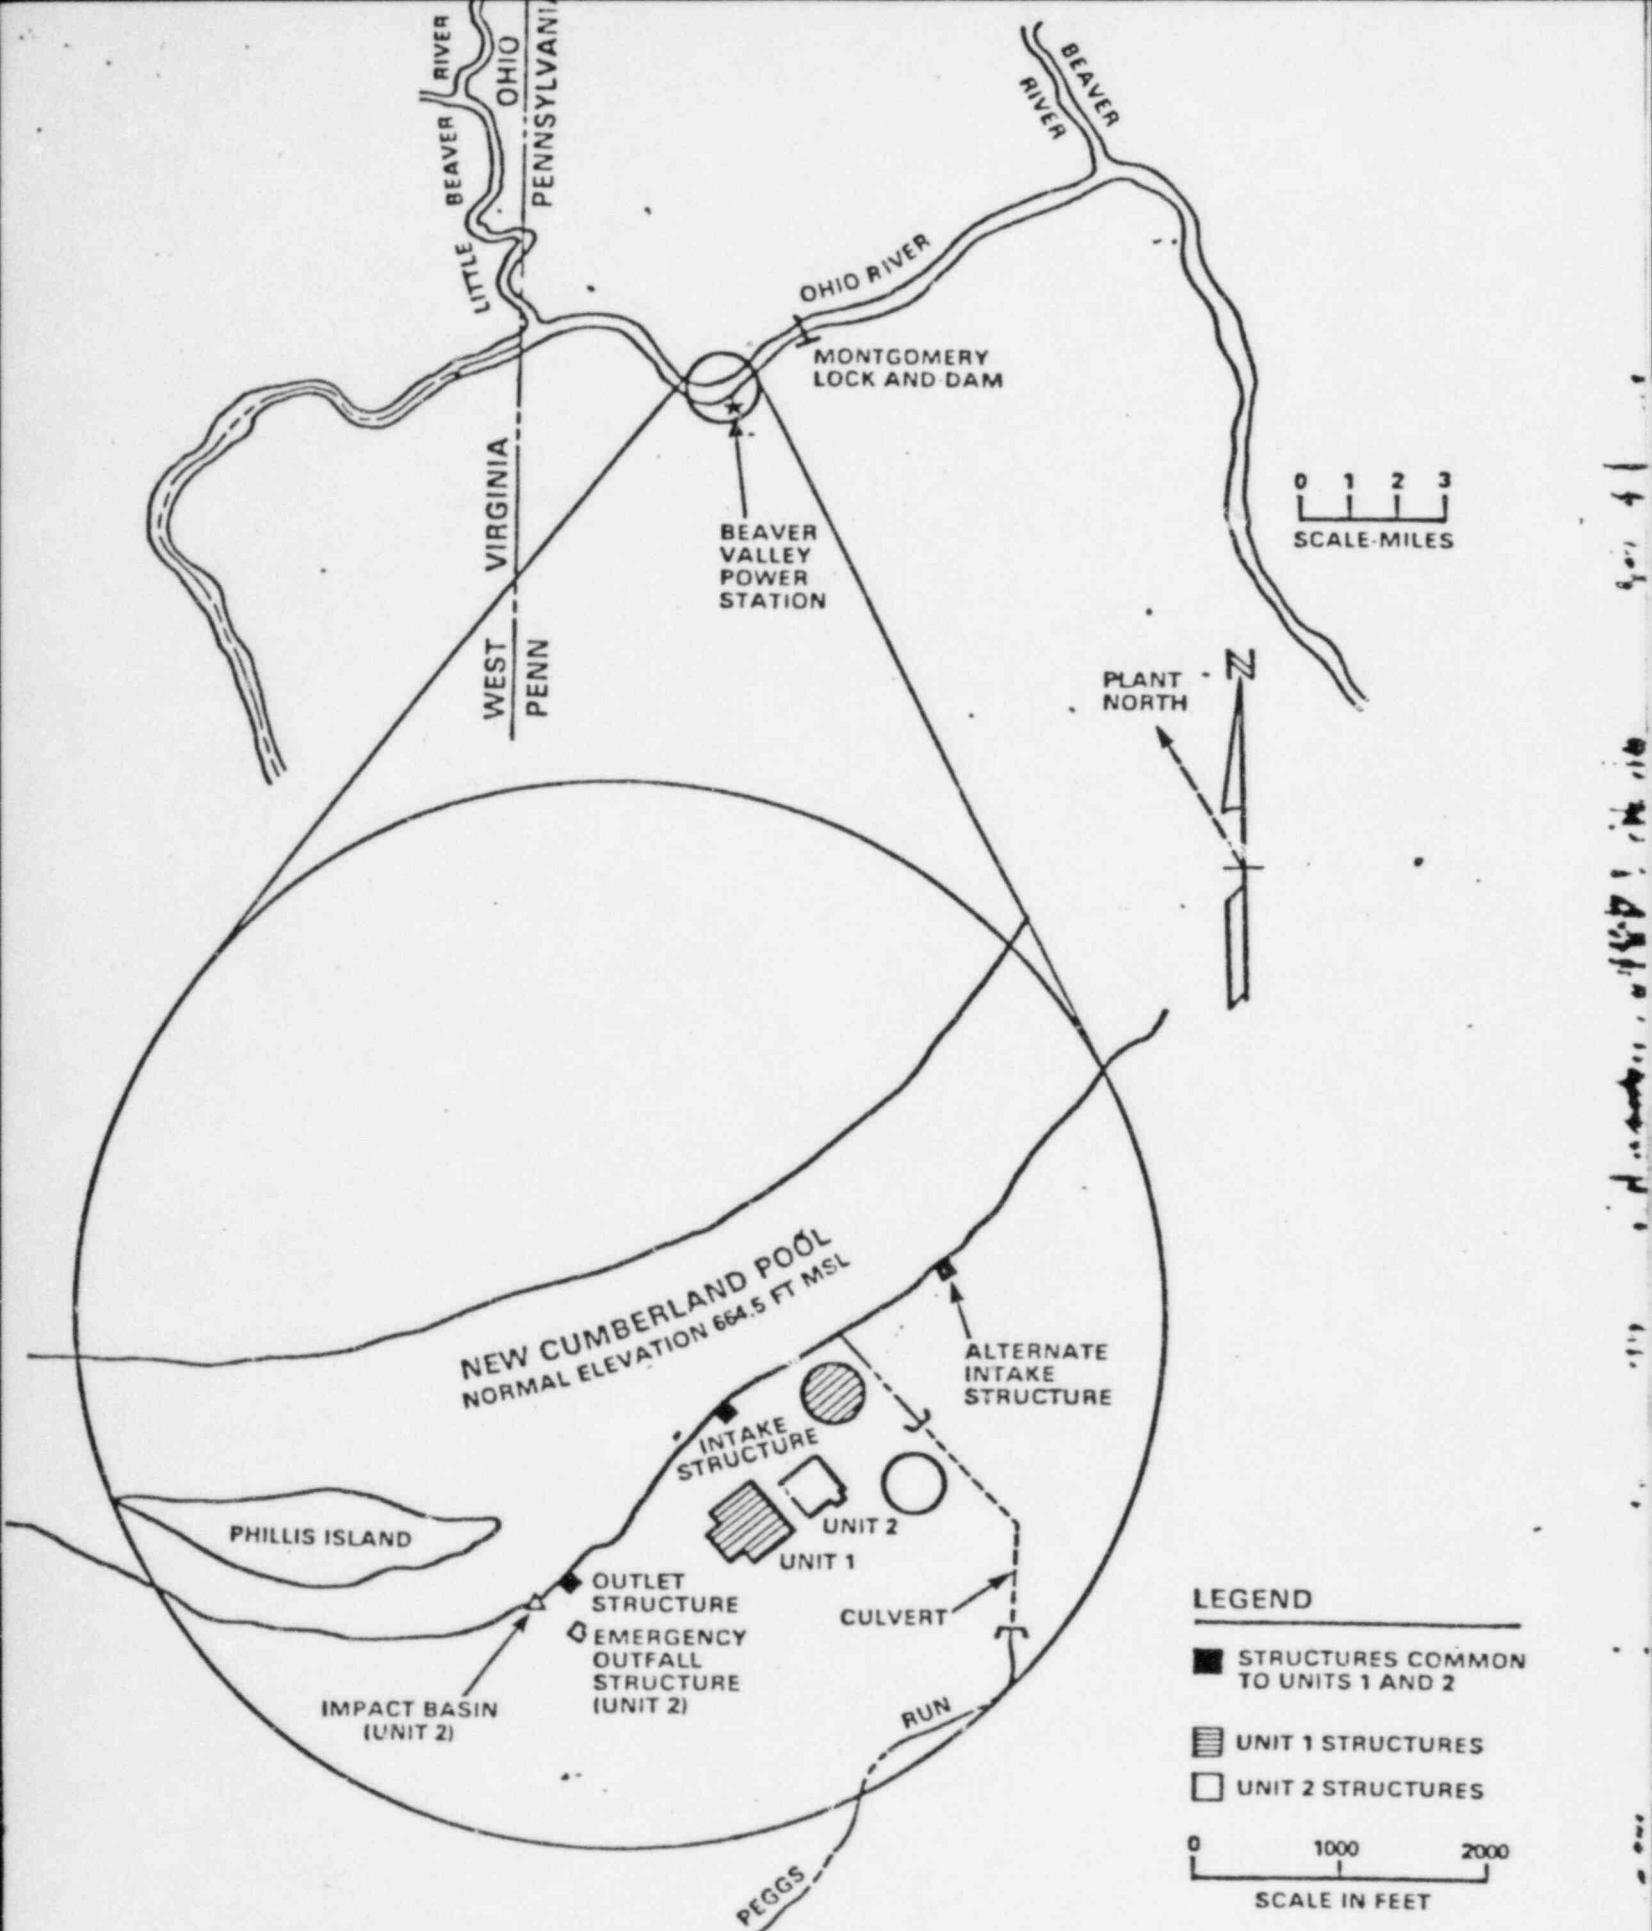 RIVER
BEAVER
LITTLE
OHIO
PENNSYLVANI
BEAVER
RIVER
OHIO RIVER
MONTGOMERY
LOCK AND DAM
VIRGINIA
WEST
PENN
BEAVER
VALLEY
POWER
STATION
0 1 2 3
SCALE-MILES
PLANT
NORTH
N
NEW CUMBERLAND POOL
NORMAL ELEVATION 664.5 FT MSL
ALTERNATE
INTAKE
STRUCTURE
INTAKE
STRUCTURE
PHILLIS ISLAND
UNIT 2
UNIT 1
OUTLET
STRUCTURE
EMERGENCY
OUTFALL
STRUCTURE
(UNIT 2)
CULVERT
IMPACT BASIN
(UNIT 2)
RUN
PEGGS
LEGEND
STRUCTURES COMMON
TO UNITS 1 AND 2
UNIT 1 STRUCTURES
UNIT 2 STRUCTURES
0 1000 2000
SCALE IN FEET